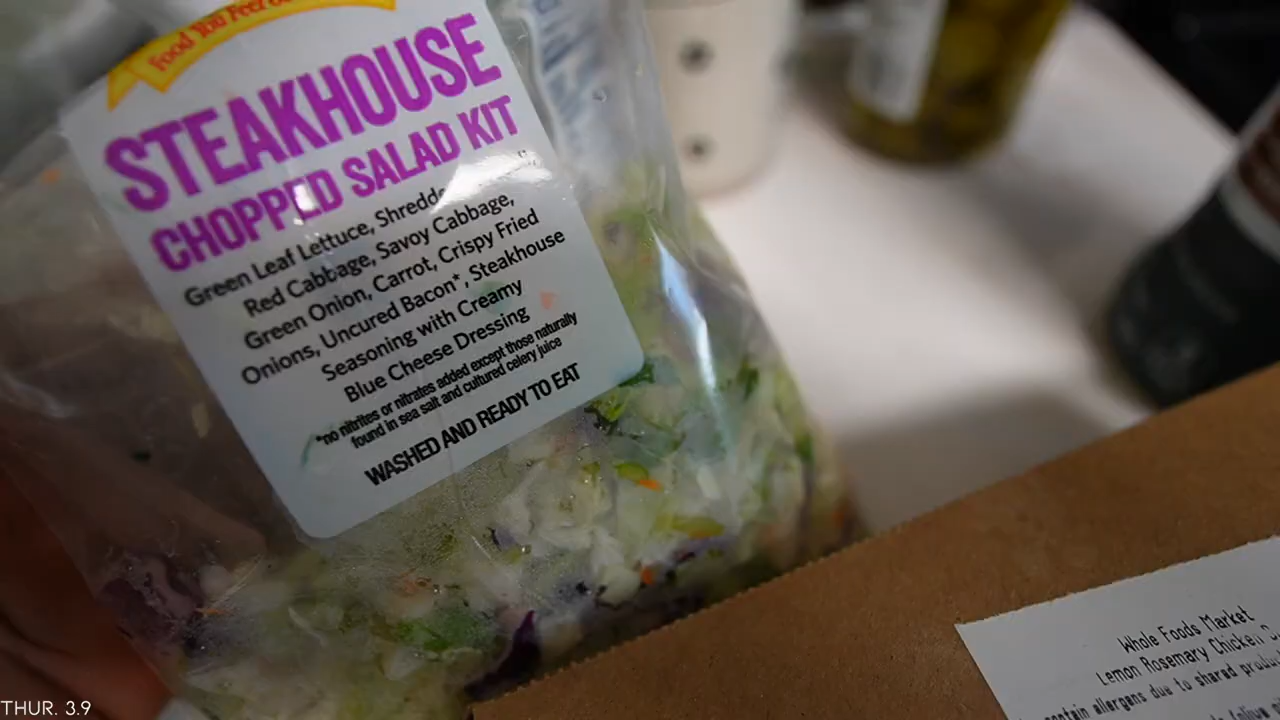 Food You Feel
STEAKHOUSE
CHOPPED SALAD KIT
Green Leaf Lettuce,
Red Cabbage, Savoy Cabbage,
Green Onion, Carrot, Crispy Fried
Onions, Uncured Bacon*, Steakhouse
Seasoning with Creamy
Blue Cheese Dressing
*no nitrites or nitrates added except those naturally
found in sea salt and cultured celery juice
WASHED AND READY TO EAT
Whole Foods Market
Lemon Rosemary Chicken
allergens due to shared
THUR. 3.9